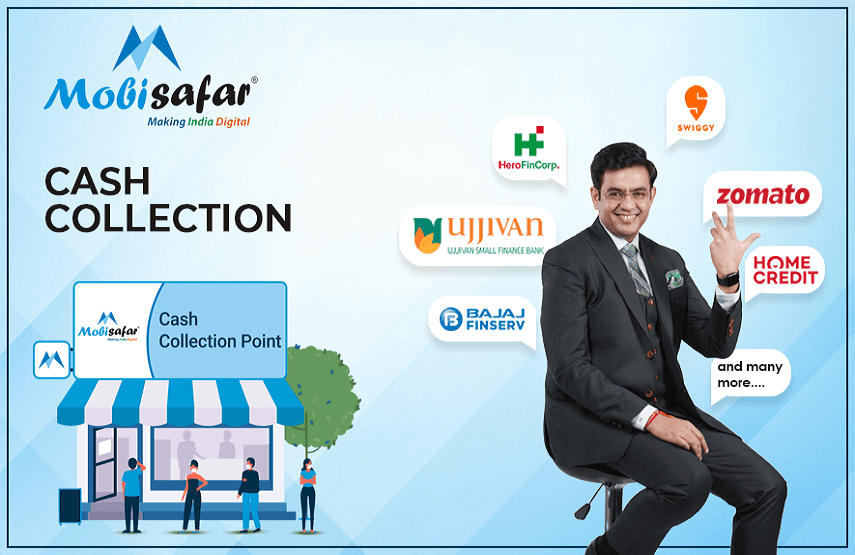 Mobisafar®
Making India Digital
CASH
COLLECTION
Mobisafar
Making India Digital
Cash
Collection Point
SWIGGY
HeroFinCorp.
zomato
UJJIVAN
UJJIVAN SMALL FINANCE BANK
HOME
CREDIT
B BAJAJ
FINSERV
and many
more....